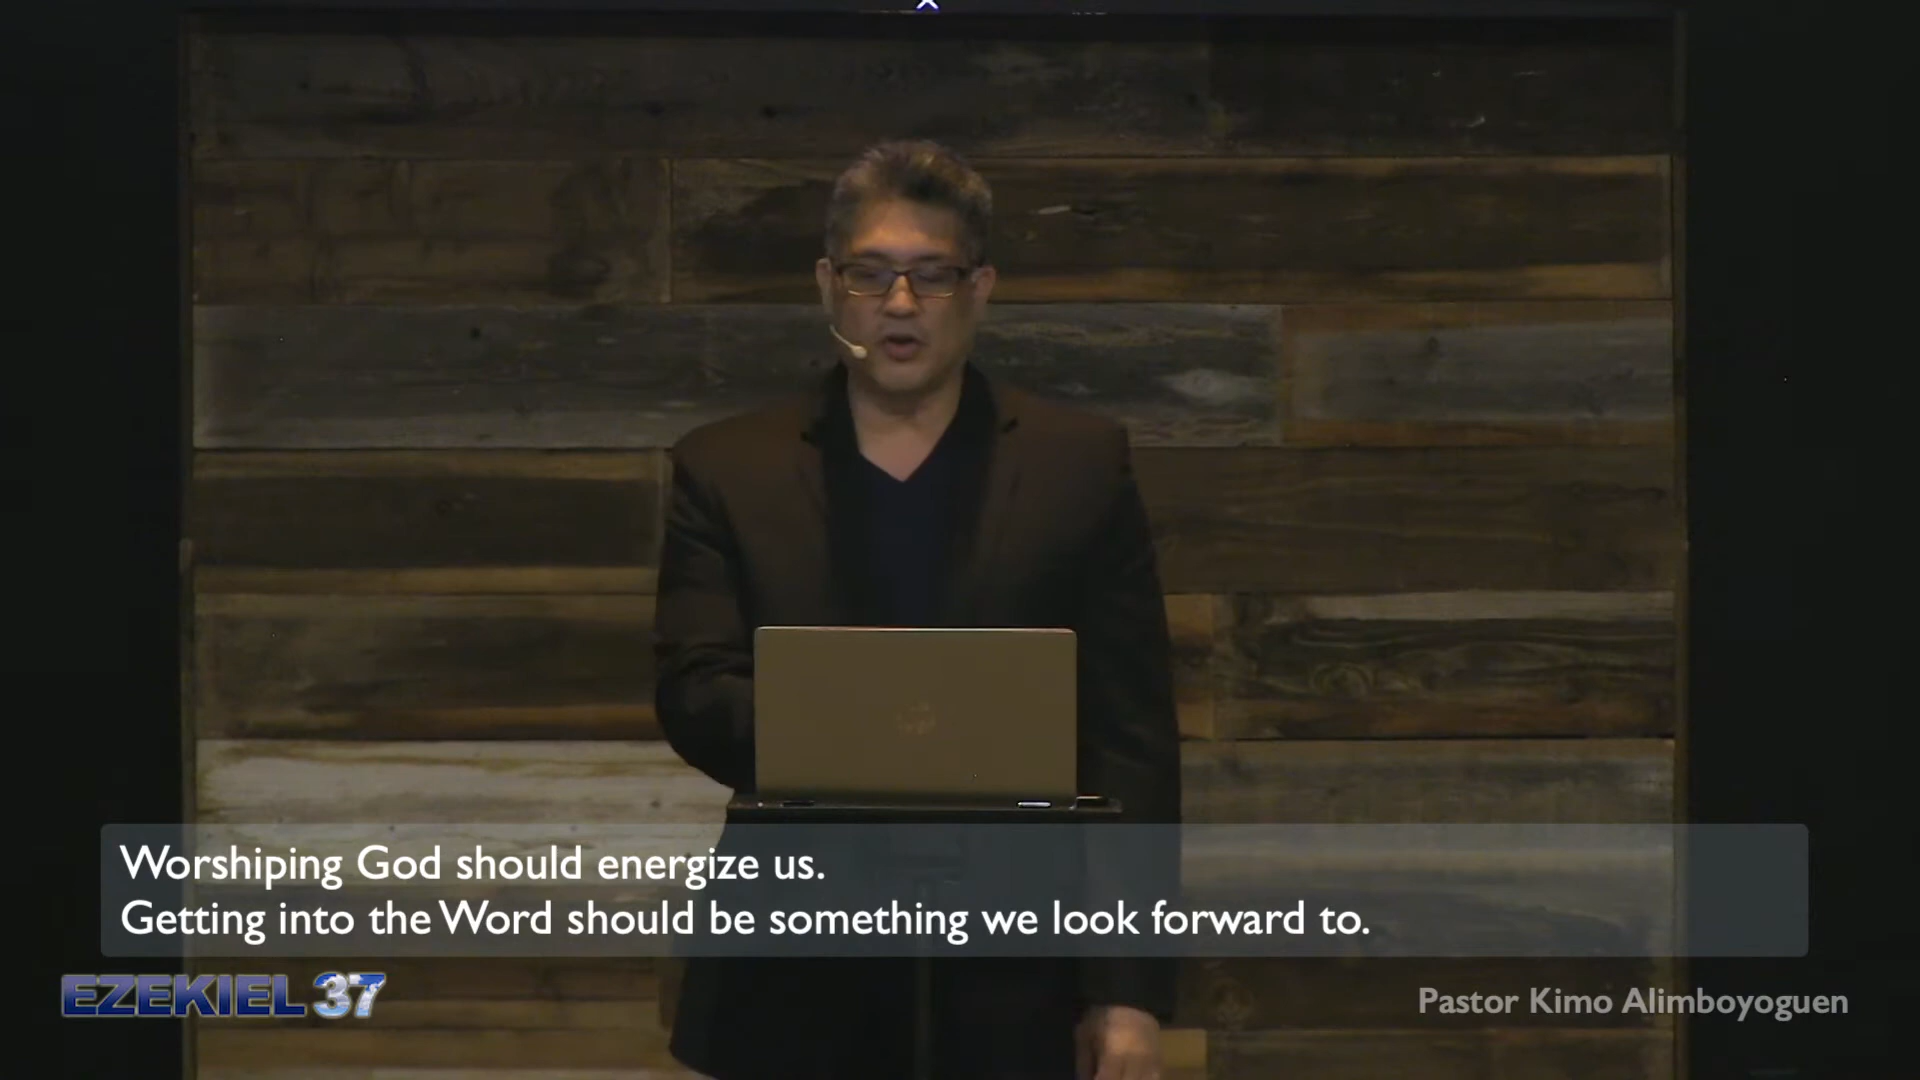 Worshiping God should energize us.
Getting into the Word should be something we look forward to.
EZEKIEL 37
Pastor Kimo Alimboyoguen